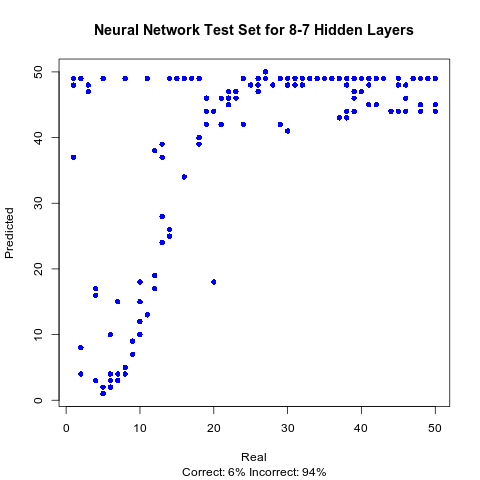 Neural Network Test Set for 8-7 Hidden Layers
50
40
30
20
10
0
Predicted
0 10 20 30 40 50
Real
Correct: 6% Incorrect: 94%